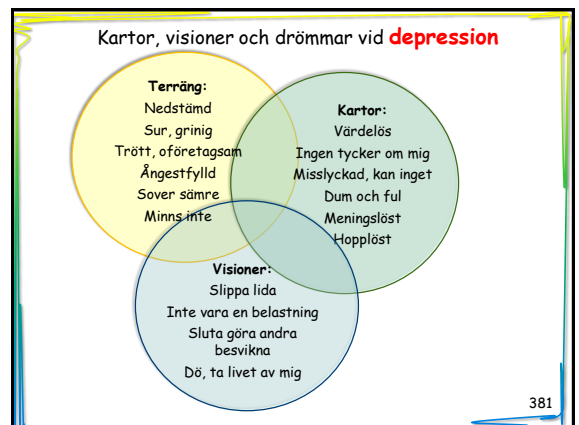 Kartor, visioner och drömmar vid depression
Terräng:
Nedstämd
Sur, grinig
Trött, oföretagsam
Ångestfylld
Sover sämre
Minns inte
Kartor:
Värdelös
Ingen tycker om mig
Misslyckad, kan inget
Dum och ful
Meningslöst
Hopplöst
Visioner:
Slippa lida
Inte vara en belastning
Sluta göra andra
besvikna
Dö, ta livet av mig
381